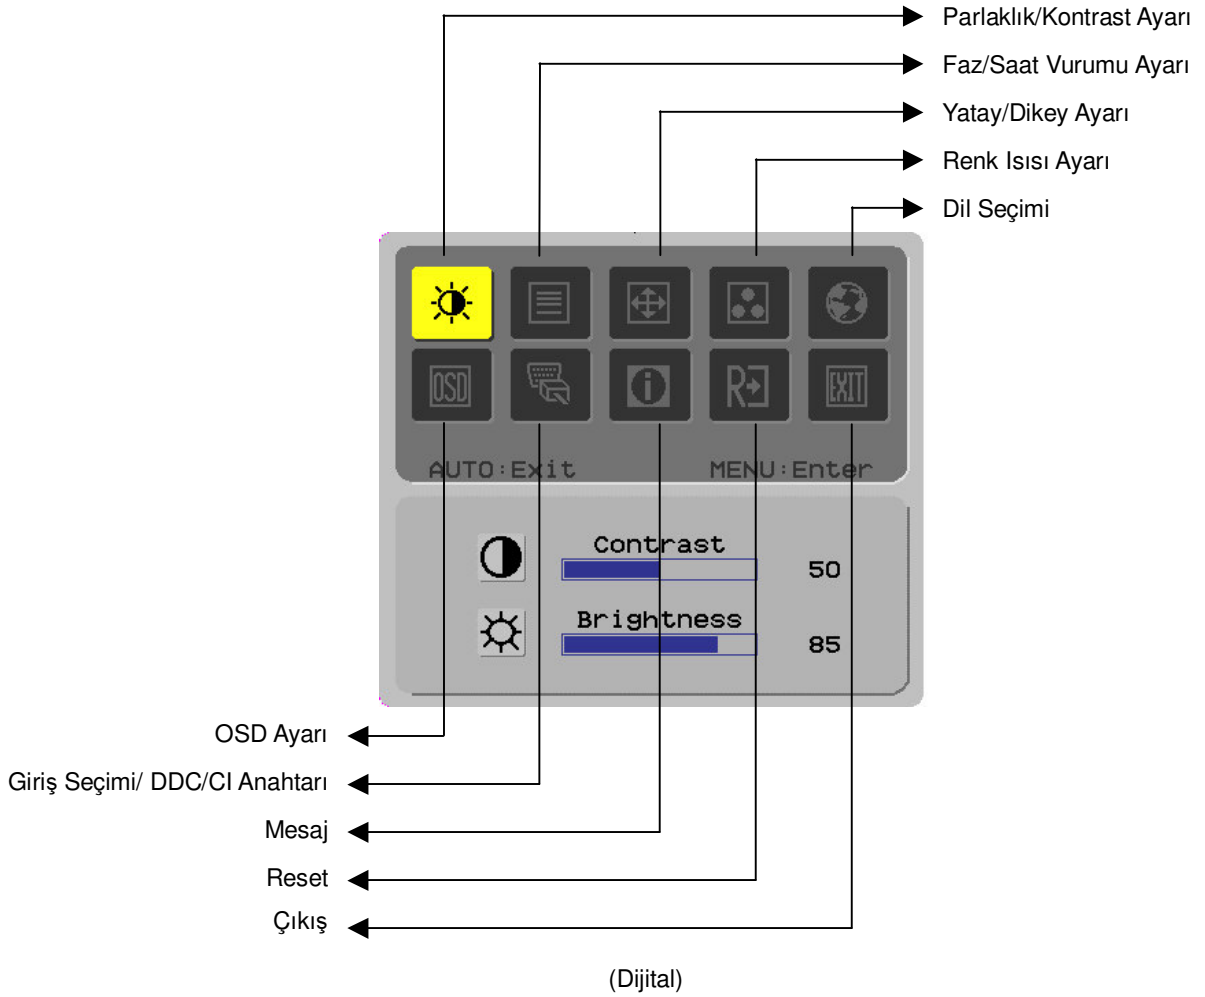 Parlaklık/Kontrast Ayarı
Faz/Saat Vurumu Ayarı
Yatay/Dikey Ayarı
Renk Isısı Ayarı
Dil Seçimi
OSD
i
R
EXIT
AUTO:Exit MENU:Enter
Contrast
50
Brightness
85
OSD Ayarı
Giriş Seçimi/ DDC/CI Anahtarı
Mesaj
Reset
Çıkış
(Dijital)